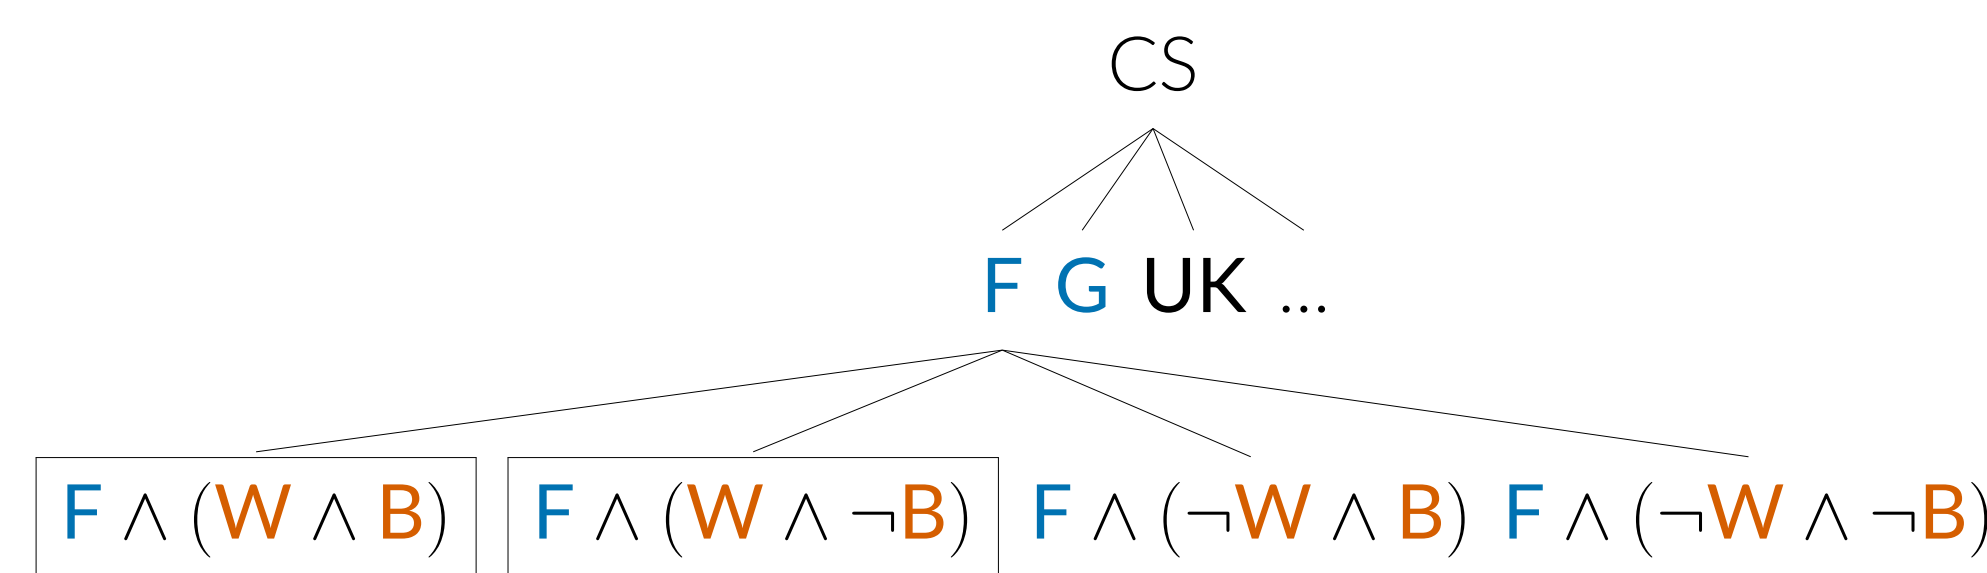 CS
F G UK ...
F ∧ (W ∧ B) F ∧ (W ∧ ¬B) F ∧ (¬W ∧ B) F ∧ (¬W ∧ ¬B)